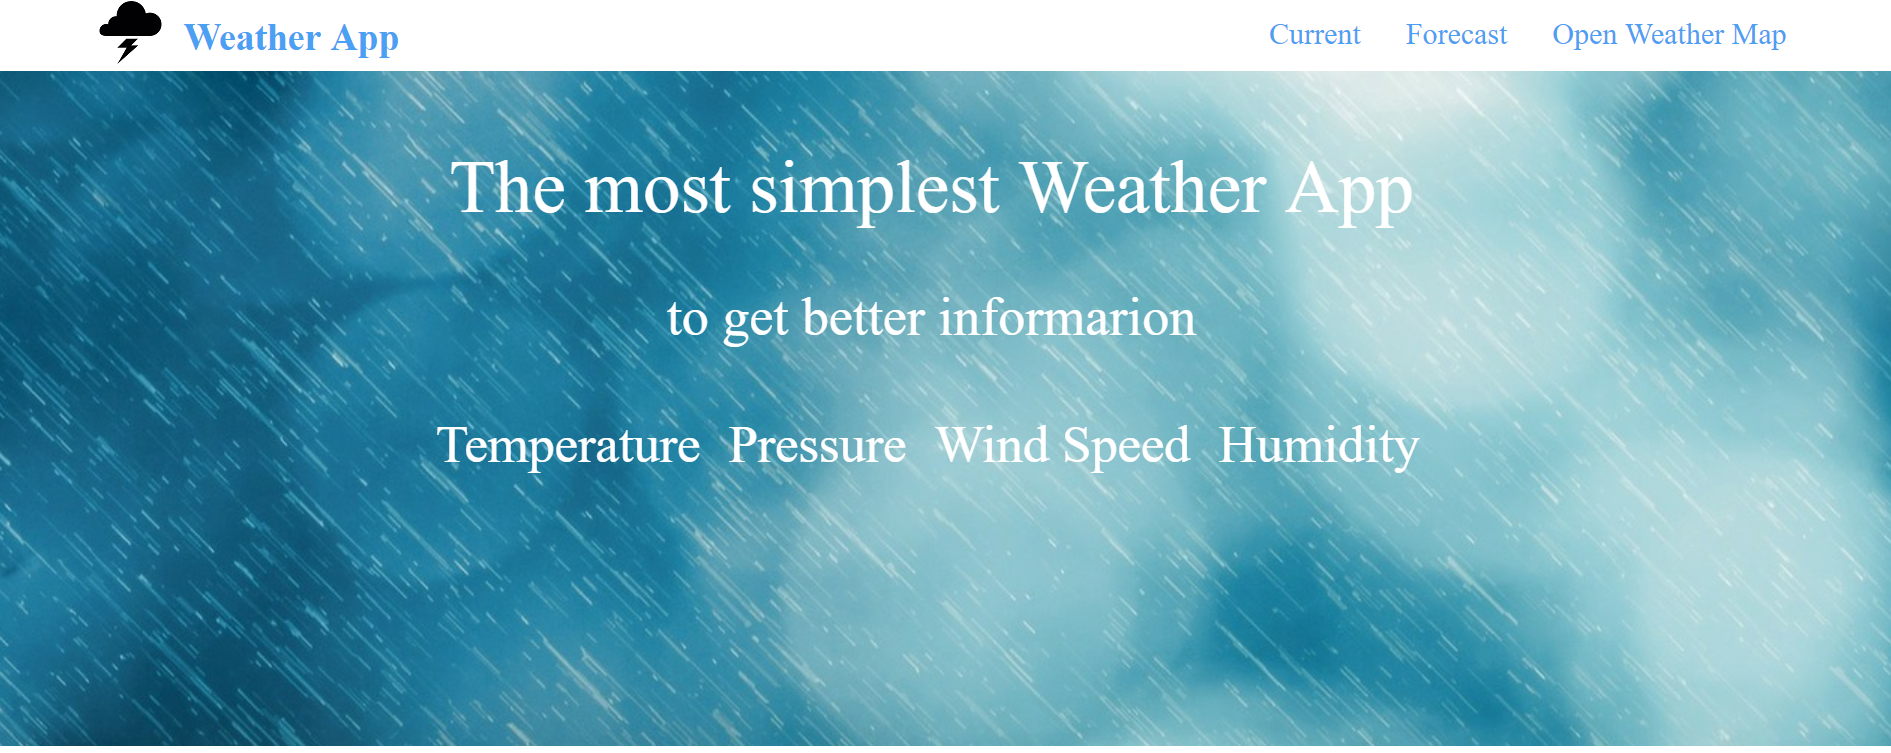 Weather App Current Forecast Open Weather Map
The most simplest Weather App
to get better informarion
Temperature Pressure Wind Speed Humidity